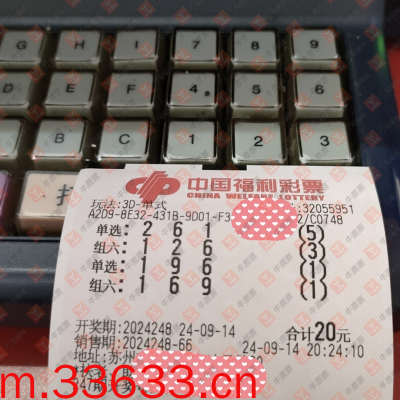 G H I 7 8 9
D E F 4 5 6
B C 1 2 3
中国福利彩票
CHINA WELFARE LOTTERY
玩法:3D-单式
:32055951
A2D9-8E32-431B-9D01-F3
2/C0748
单选: 2 6 1 (5)
组六: 1 2 6 (3)
单选: 1 9 6 (1)
组六: 1 6 9 (1)
开奖期:2024248 24-09-14 合计20元
销售期:2024248-66 24-09-14 20:24:10
地址:苏州
m.33633.cn